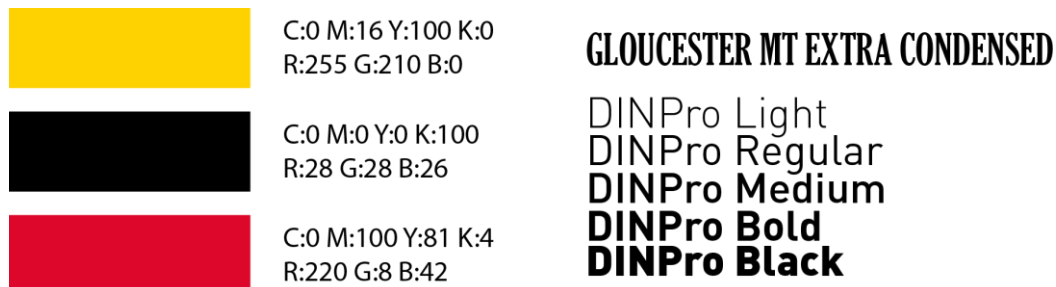 C:0 M:16 Y:100 K:0
R:255 G:210 B:0
C:0 M:0 Y:0 K:100
R:28 G:28 B:26
C:0 M:100 Y:81 K:4
R:220 G:8 B:42
GLOUCESTER MT EXTRA CONDENSED
DINPro Light
DINPro Regular
DINPro Medium
DINPro Bold
DINPro Black